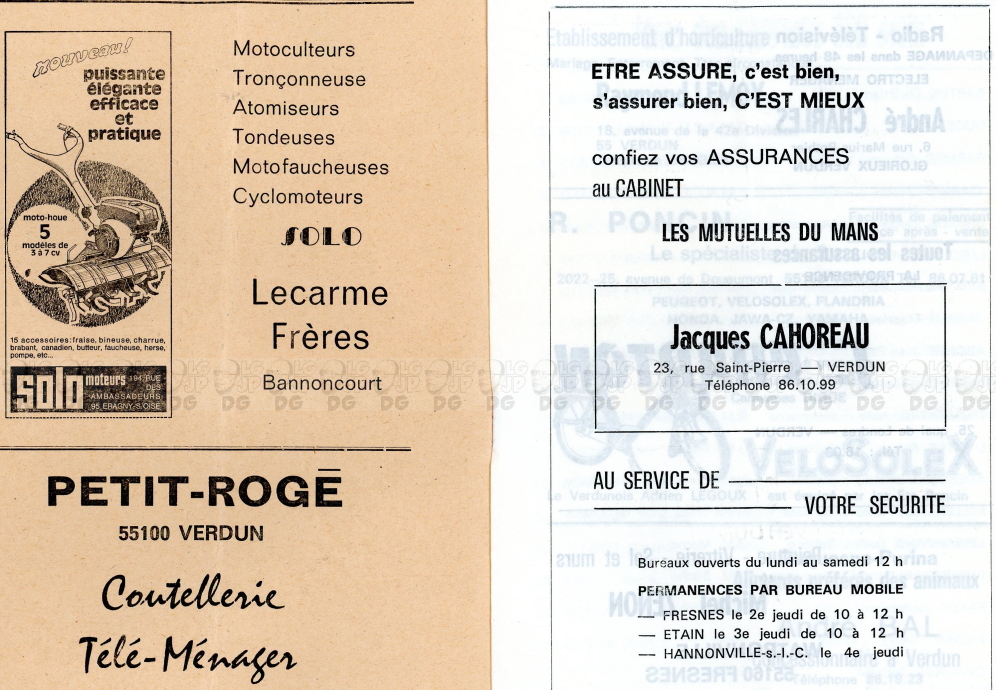 nouveau!
puissante
élégante
efficace
et
pratique
moto-houe
5
modèles de
3 à 7 cv
15 accessoires: fraise, bineuse, charrue,
brabant, canadien, butteur, faucheuse, herse,
pompe, etc...
solo moteurs 194, RUE
DES
AMBASSADEURS
95 ERAGNY S/OISE
Motoculteurs
Tronçonneuse
Atomiseurs
Tondeuses
Motofaucheuses
Cyclomoteurs
SOLO
Lecarme
Frères
Bannoncourt
PETIT-ROGĒ
55100 VERDUN
Coutellerie
Télé-Ménager
ETRE ASSURE, c'est bien,
s'assurer bien, C'EST MIEUX
confiez vos ASSURANCES
au CABINET
LES MUTUELLES DU MANS
Jacques CAHOREAU
23, rue Saint-Pierre — VERDUN
Téléphone 86.10.99
AU SERVICE DE
VOTRE SECURITE
Bureaux ouverts du lundi au samedi 12 h
PERMANENCES PAR BUREAU MOBILE
— FRESNES le 2e jeudi de 10 à 12 h
— ETAIN le 3e jeudi de 10 à 12 h
— HANNONVILLE-s.-l.-C. le 4e jeudi